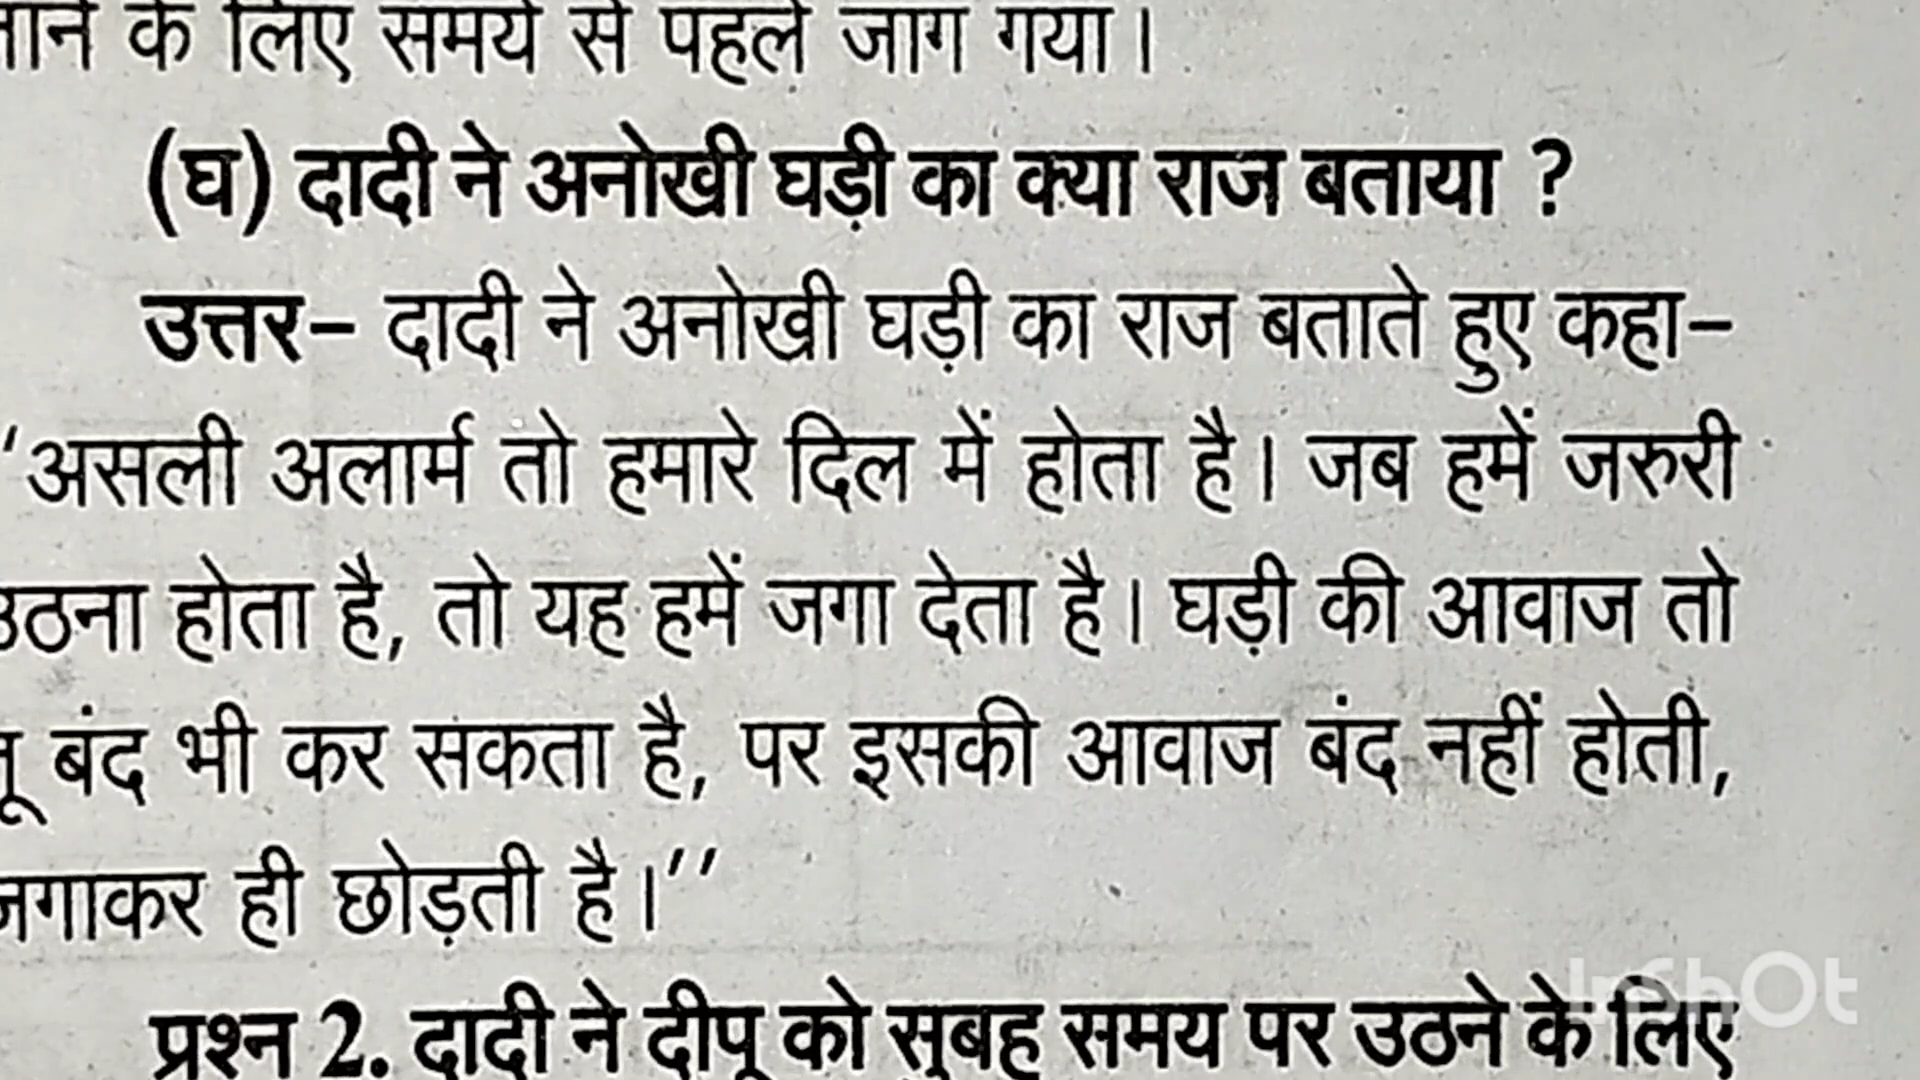 जाने के लिए समय से पहले जाग गया।
(घ) दादी ने अनोखी घड़ी का क्या राज बताया ?
उत्तर– दादी ने अनोखी घड़ी का राज बताते हुए कहा–
‘असली अलार्म तो हमारे दिल में होता है। जब हमें जरुरी
उठना होता है, तो यह हमें जगा देता है। घड़ी की आवाज तो
तू बंद भी कर सकता है, पर इसकी आवाज बंद नहीं होती,
जगाकर ही छोड़ती है।’’
प्रश्न 2. दादी ने दीपू को सुबह समय पर उठने के लिए
InShOt